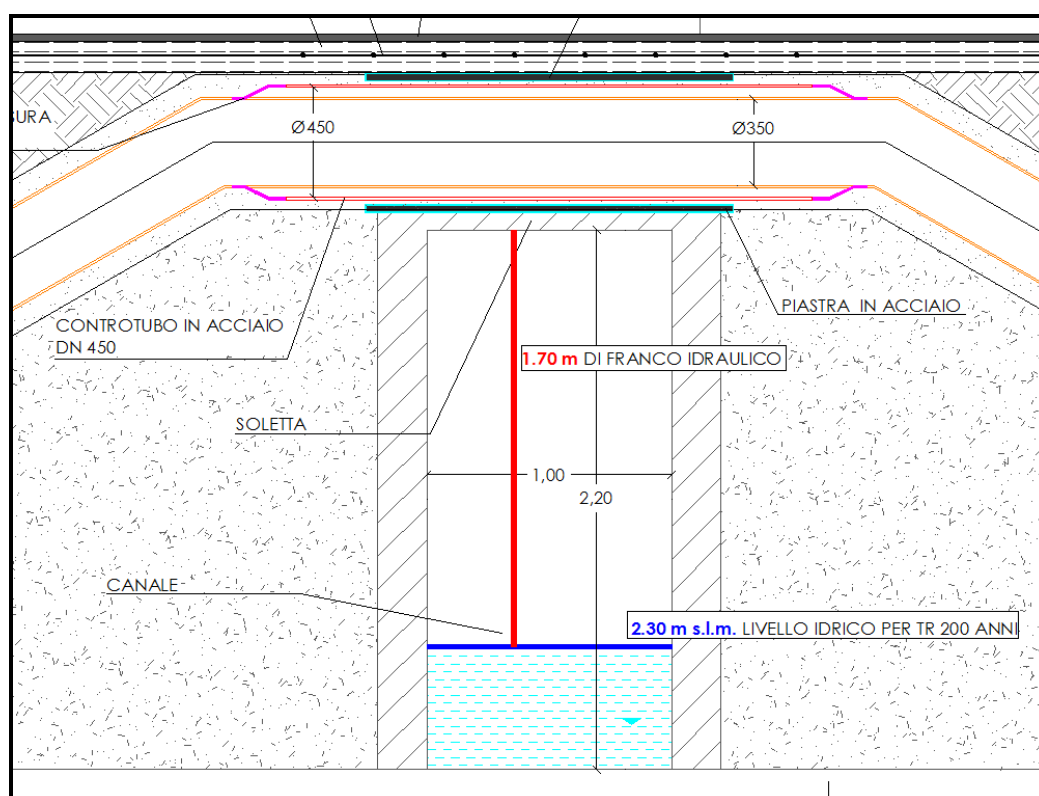 SURA
Ø450
Ø350
CONTROTUBO IN ACCIAIO
DN 450
PIASTRA IN ACCIAIO
1.70 m DI FRANCO IDRAULICO
SOLETTA
1,00
2,20
CANALE
2.30 m s.l.m. LIVELLO IDRICO PER TR 200 ANNI